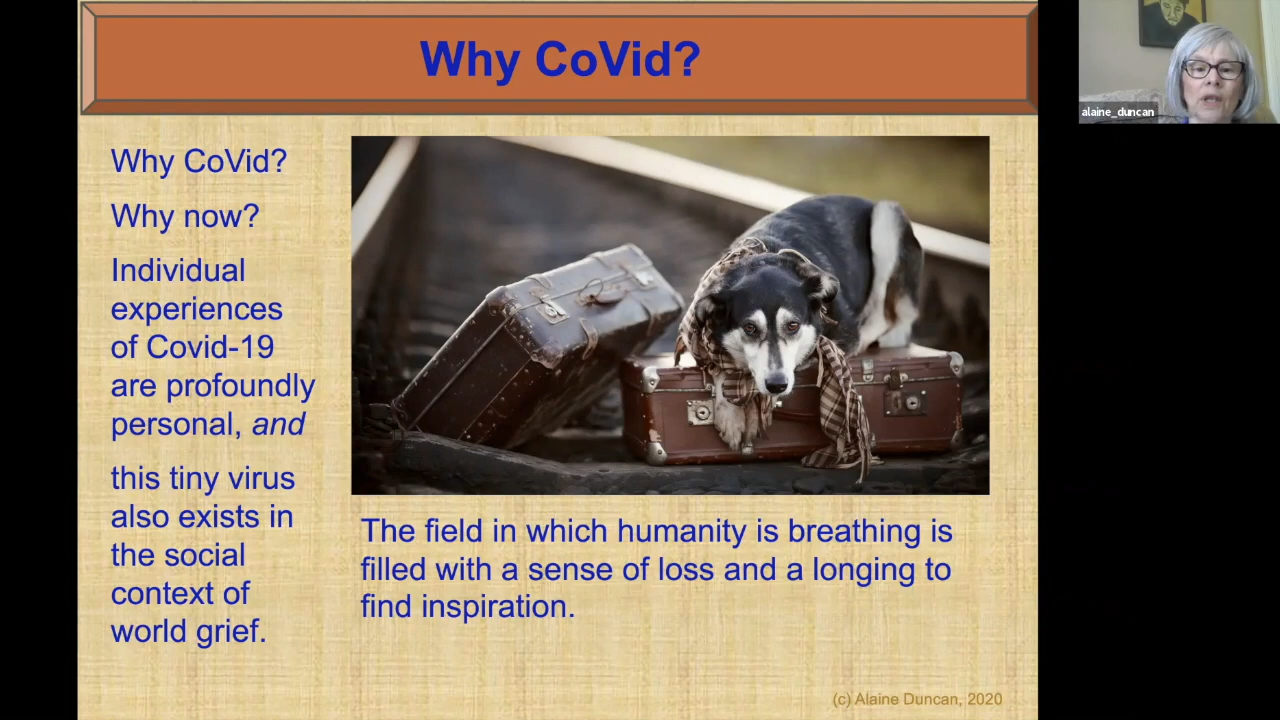 Why CoVid?
alaine_duncan
Why CoVid?
Why now?
Individual
experiences
of Covid-19
are profoundly
personal, and
this tiny virus
also exists in
the social
context of
world grief.
The field in which humanity is breathing is
filled with a sense of loss and a longing to
find inspiration.
(c) Alaine Duncan, 2020